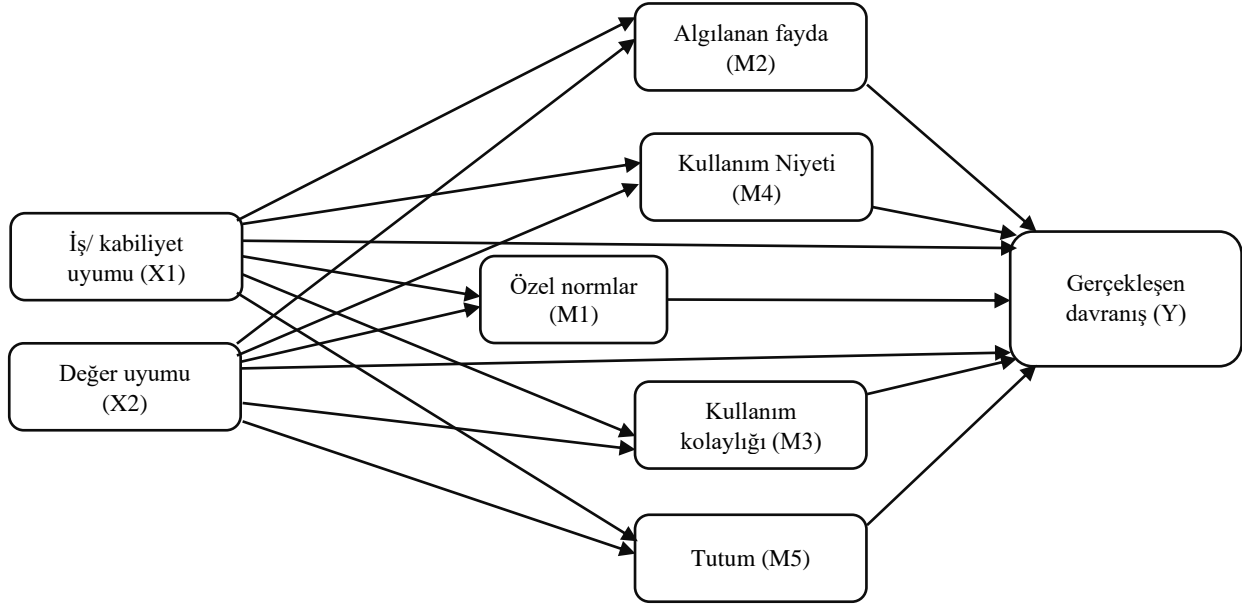 Algılanan fayda
(M2)
Kullanım Niyeti
(M4)
İş/ kabiliyet
uyumu (X1)
Özel normlar
(M1)
Gerçekleşen
davranış (Y)
Değer uyumu
(X2)
Kullanım
kolaylığı (M3)
Tutum (M5)